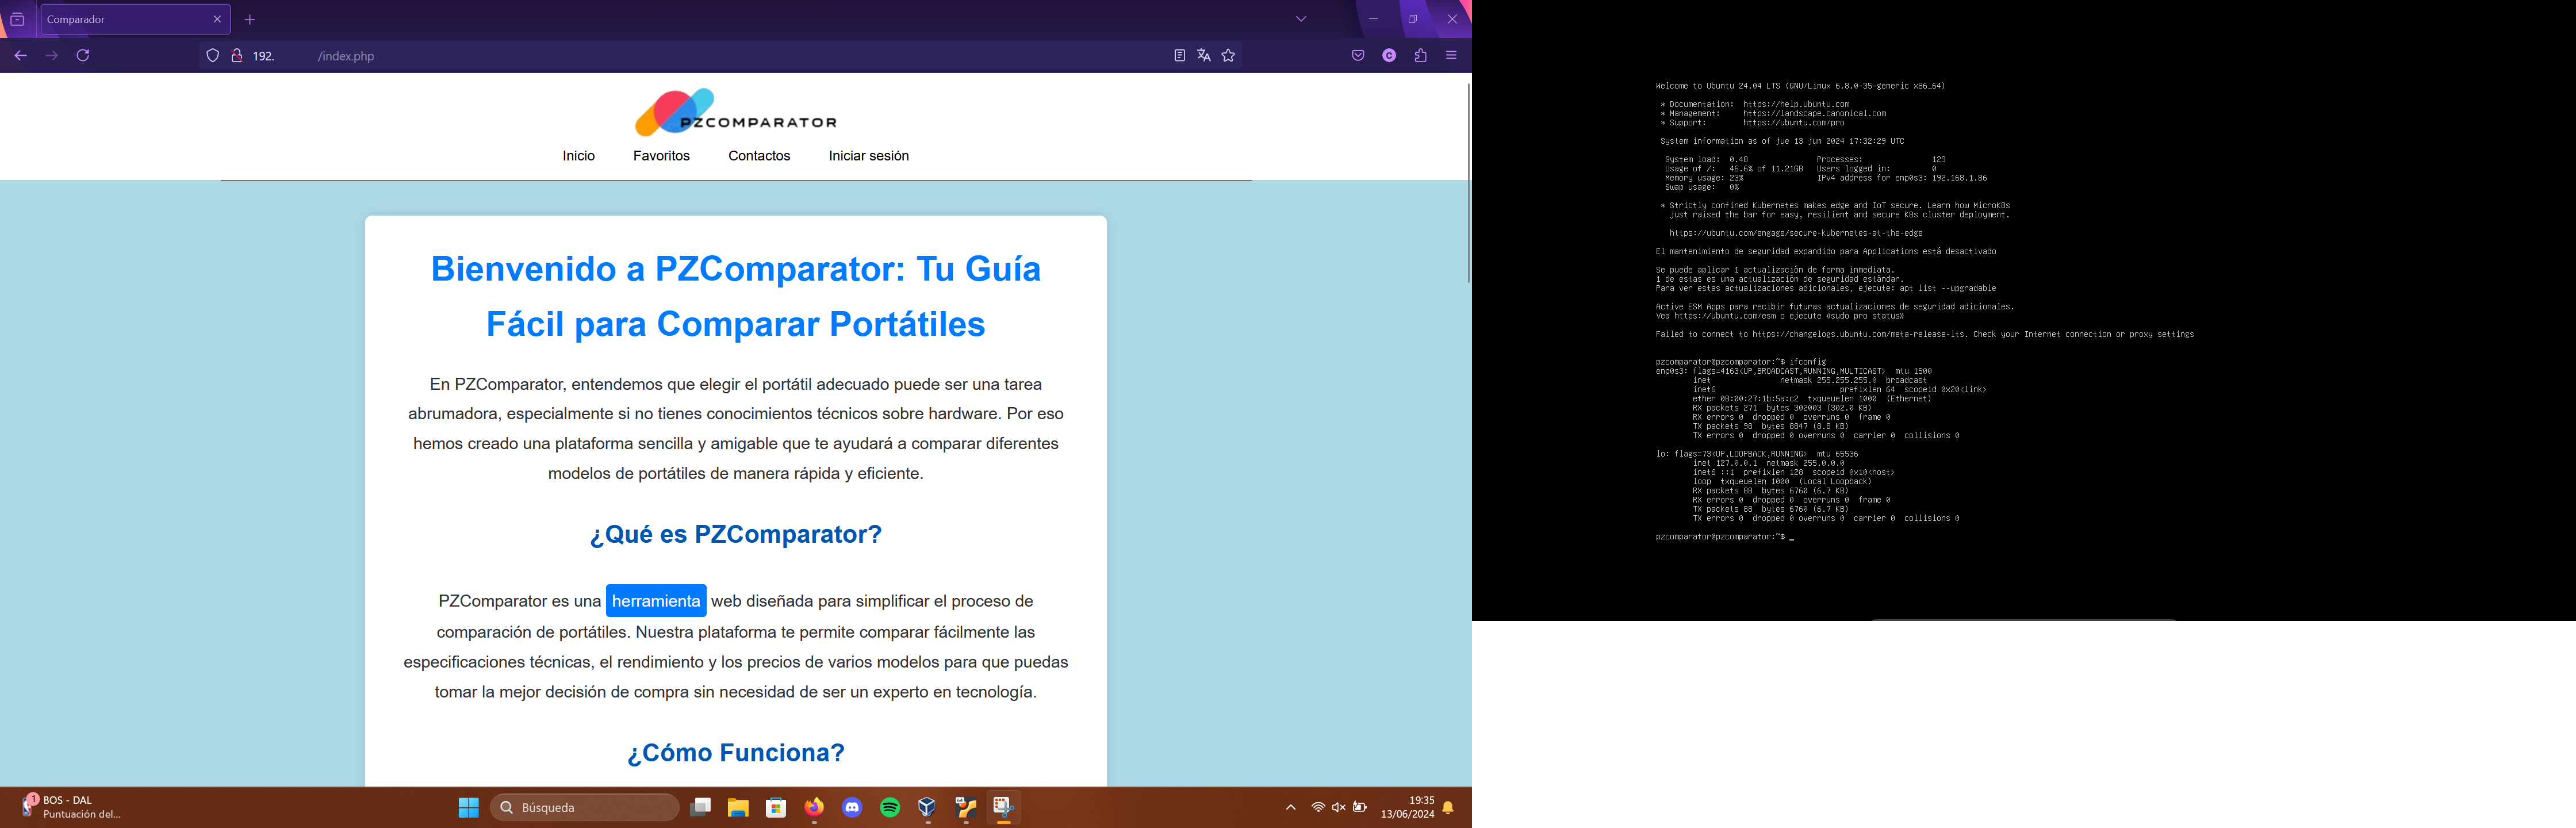 Comparador
192. /index.php
PZCOMPARATOR
Inicio Favoritos Contactos Iniciar sesión
Bienvenido a PZComparator: Tu Guía
Fácil para Comparar Portátiles
En PZComparator, entendemos que elegir el portátil adecuado puede ser una tarea
abrumadora, especialmente si no tienes conocimientos técnicos sobre hardware. Por eso
hemos creado una plataforma sencilla y amigable que te ayudará a comparar diferentes
modelos de portátiles de manera rápida y eficiente.
¿Qué es PZComparator?
PZComparator es una herramienta web diseñada para simplificar el proceso de
comparación de portátiles. Nuestra plataforma te permite comparar fácilmente las
especificaciones técnicas, el rendimiento y los precios de varios modelos para que puedas
tomar la mejor decisión de compra sin necesidad de ser un experto en tecnología.
¿Cómo Funciona?
1
BOS - DAL
Puntuación del...
Búsqueda
19:35
13/06/2024
Welcome to Ubuntu 24.04 LTS (GNU/Linux 6.8.0-35-generic x86_64)
* Documentation: https://help.ubuntu.com
* Management: https://landscape.canonical.com
* Support: https://ubuntu.com/pro
System information as of jue 13 jun 2024 17:32:29 UTC
System load: 0.48 Processes: 129
Usage of /: 46.6% of 11.21GB Users logged in: 0
Memory usage: 23% IPv4 address for enp0s3: 192.168.1.86
Swap usage: 0%
* Strictly confined Kubernetes makes edge and IoT secure. Learn how MicroK8s
just raised the bar for easy, resilient and secure K8s cluster deployment.
https://ubuntu.com/engage/secure-kubernetes-at-the-edge
El mantenimiento de seguridad expandido para Applications está desactivado
Se puede aplicar 1 actualización de forma inmediata.
1 de estas es una actualización de seguridad estándar.
Para ver estas actualizaciones adicionales, ejecute: apt list --upgradable
Active ESM Apps para recibir futuras actualizaciones de seguridad adicionales.
Vea https://ubuntu.com/esm o ejecute «sudo pro status»
Failed to connect to https://changelogs.ubuntu.com/meta-release-lts. Check your Internet connection or proxy settings
pzcomparator@pzcomparator:~$ ifconfig
enp0s3: flags=4163<UP,BROADCAST,RUNNING,MULTICAST> mtu 1500
inet netmask 255.255.255.0 broadcast
inet6 prefixlen 64 scopeid 0x20<link>
ether 08:00:27:1b:5a:c2 txqueuelen 1000 (Ethernet)
RX packets 271 bytes 302003 (302.0 KB)
RX errors 0 dropped 0 overruns 0 frame 0
TX packets 98 bytes 8847 (8.8 KB)
TX errors 0 dropped 0 overruns 0 carrier 0 collisions 0
lo: flags=73<UP,LOOPBACK,RUNNING> mtu 65536
inet 127.0.0.1 netmask 255.0.0.0
inet6 ::1 prefixlen 128 scopeid 0x10<host>
loop txqueuelen 1000 (Local Loopback)
RX packets 88 bytes 6760 (6.7 KB)
RX errors 0 dropped 0 overruns 0 frame 0
TX packets 88 bytes 6760 (6.7 KB)
TX errors 0 dropped 0 overruns 0 carrier 0 collisions 0
pzcomparator@pzcomparator:~$ _